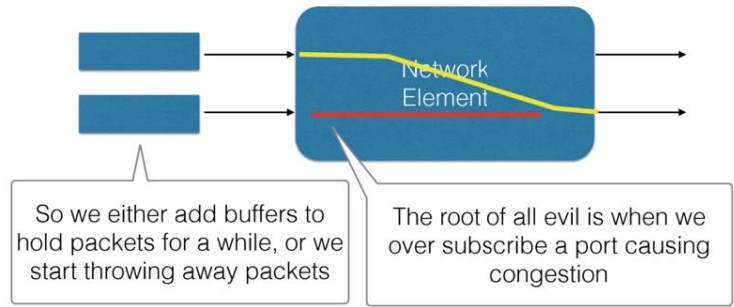 Network
Element
So we either add buffers to
hold packets for a while, or we
start throwing away packets
The root of all evil is when we
over subscribe a port causing
congestion